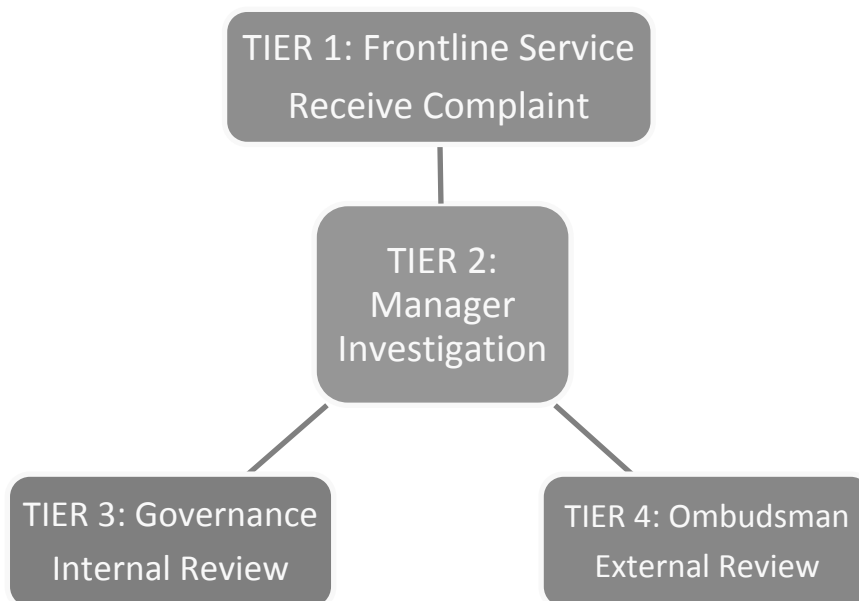 TIER 1: Frontline Service
Receive Complaint
TIER 2:
Manager
Investigation
TIER 3: Governance
Internal Review
TIER 4: Ombudsman
External Review